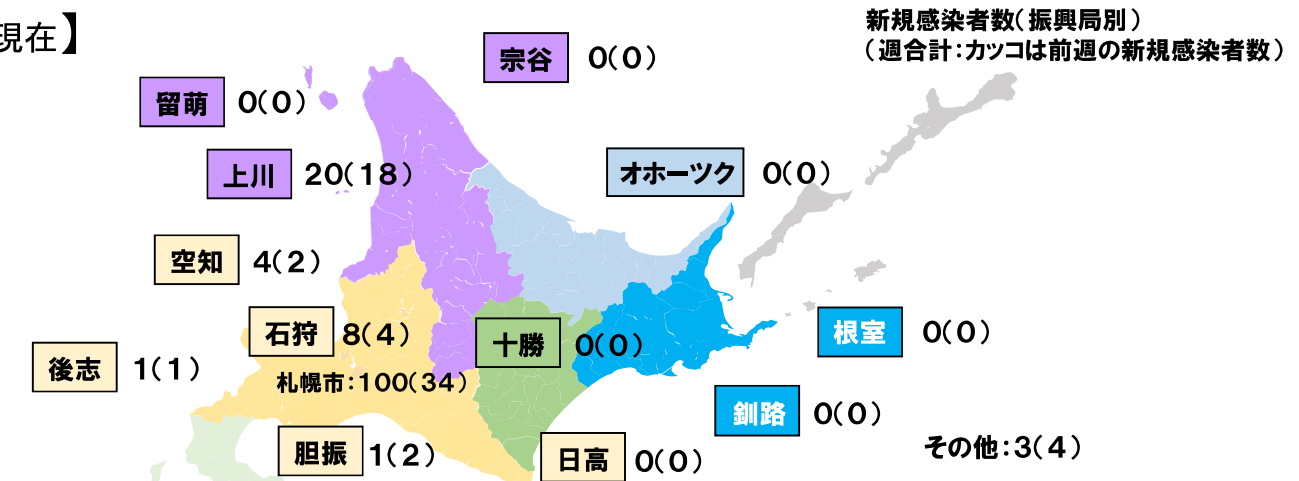 現在】
新規感染者数（振興局別）
（週合計：カッコは前週の新規感染者数）
宗谷 0（0）
留萌 0（0）
上川 20（18）
オホーツク 0（0）
空知 4（2）
石狩 8（4）
札幌市：100（34）
十勝 0（0）
根室 0（0）
後志 1（1）
釧路 0（0）
胆振 1（2）
日高 0（0）
その他：3（4）